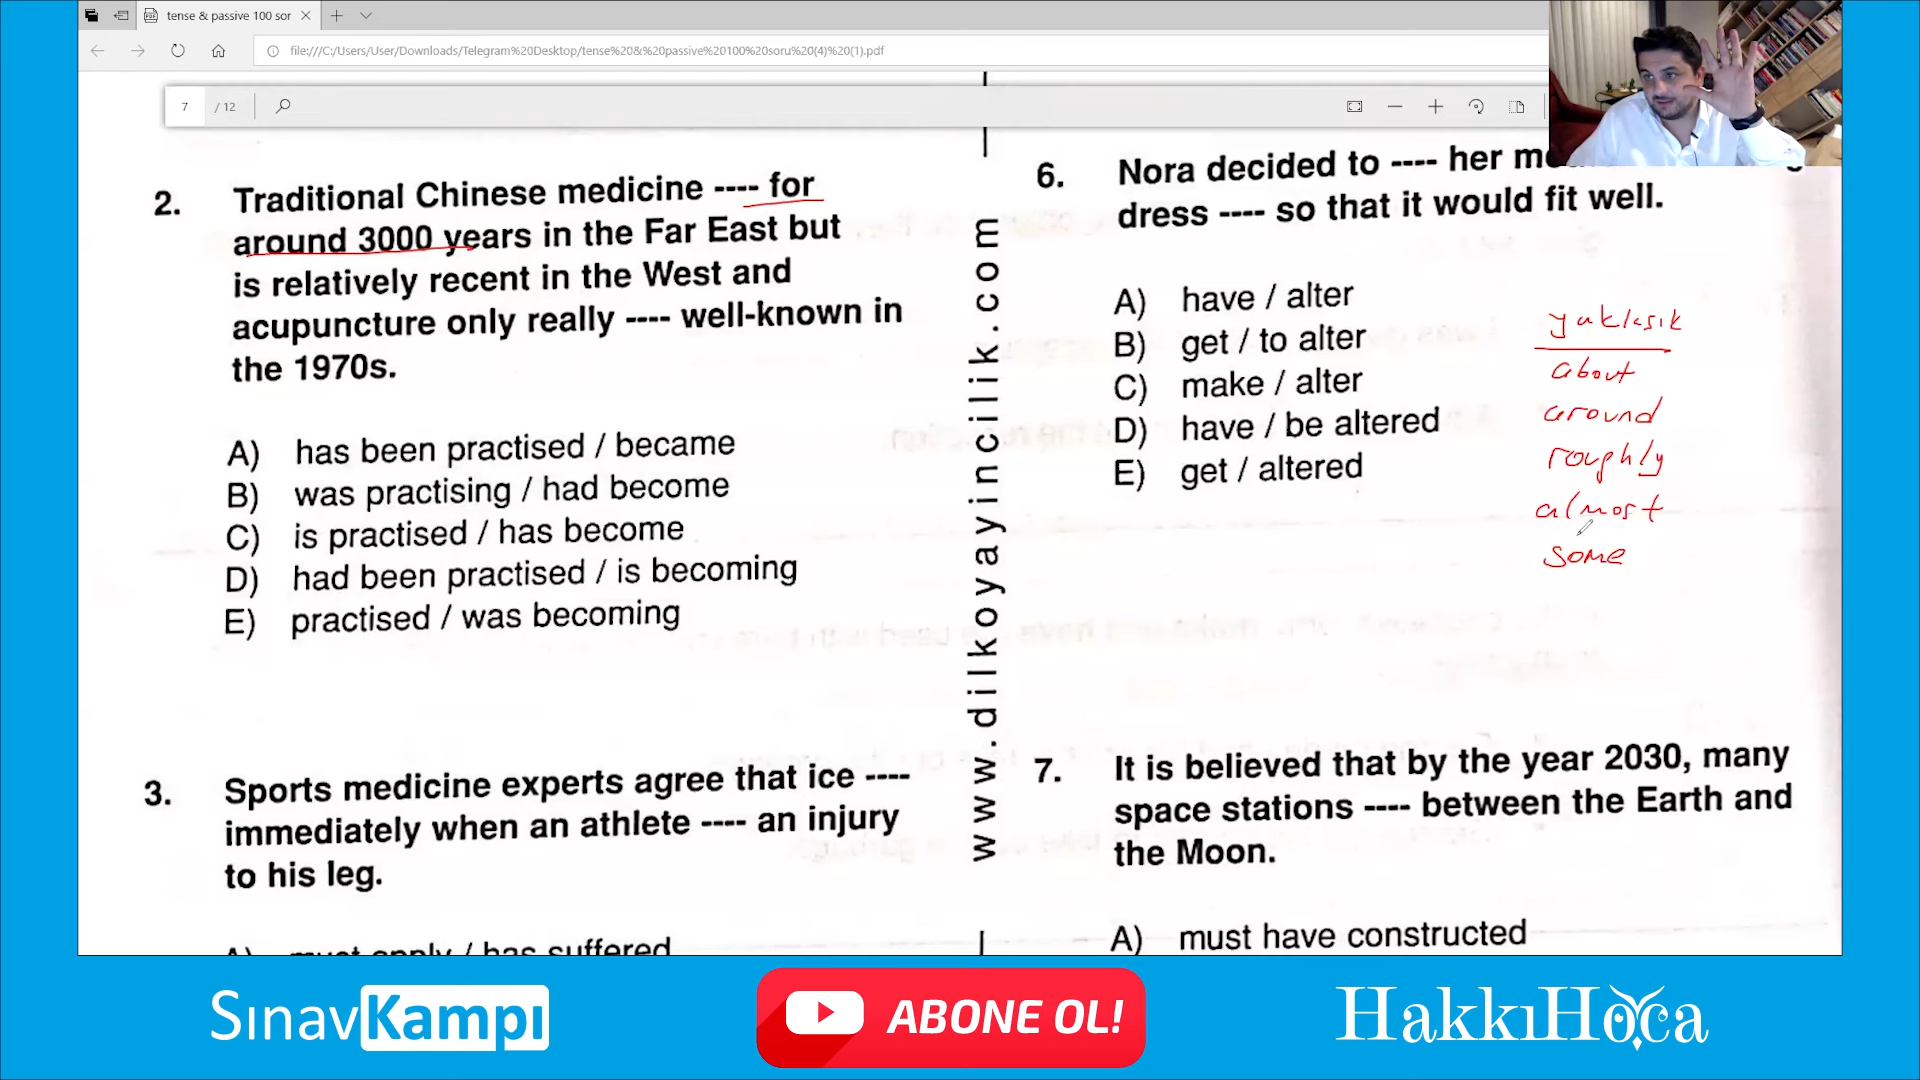 tense & passive 100 sor
file:///C:/Users/User/Downloads/Telegram%20Desktop/tense%20&%20passive%20100%20soru%20(4)%20(1).pdf
7 / 12
2. Traditional Chinese medicine ---- for
around 3000 years in the Far East but
is relatively recent in the West and
acupuncture only really ---- well-known in
the 1970s.
A) has been practised / became
B) was practising / had become
C) is practised / has become
D) had been practised / is becoming
E) practised / was becoming
3. Sports medicine experts agree that ice ----
immediately when an athlete ---- an injury
to his leg.
A) must apply / has suffered
www.dilkoyayincilik.com
6. Nora decided to ---- her
dress ---- so that it would fit well.
A) have / alter
B) get / to alter
C) make / alter
D) have / be altered
E) get / altered
yaklasık
about
around
roughly
almost
some
7. It is believed that by the year 2030, many
space stations ---- between the Earth and
the Moon.
A) must have constructed
SınavKampı
ABONE OL!
HakkıHoca